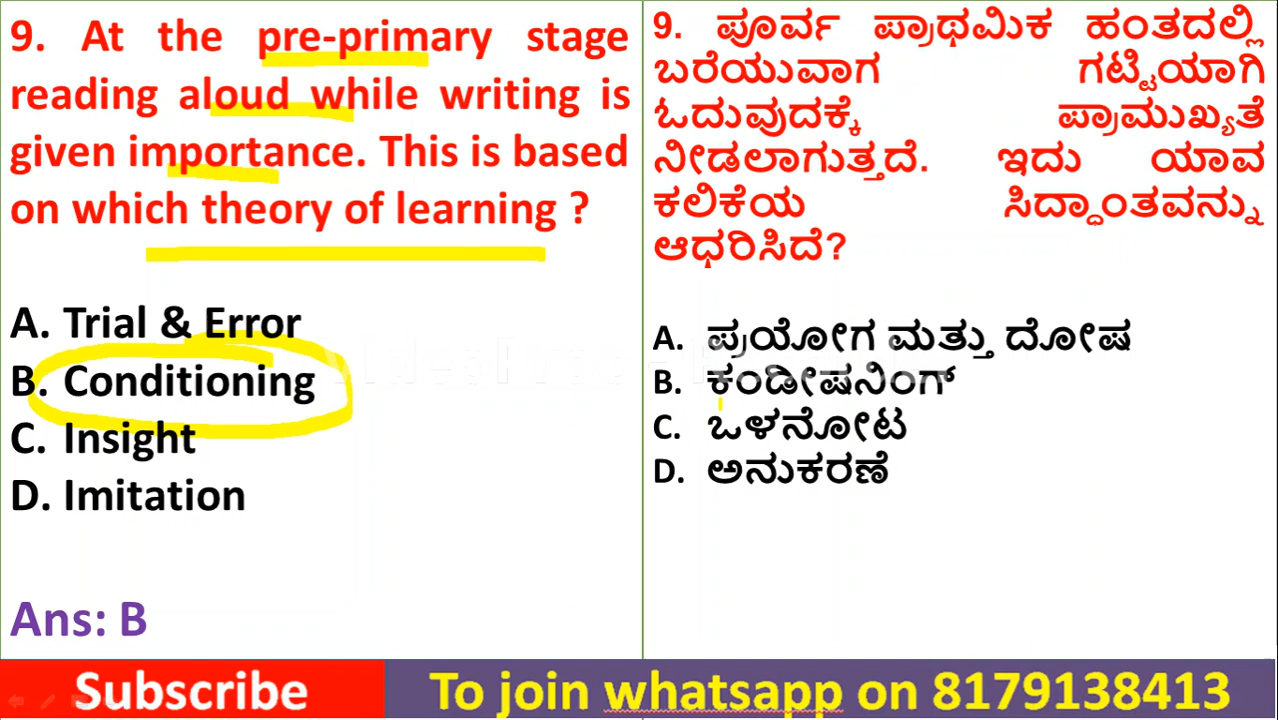 9. At the pre-primary stage
reading aloud while writing is
given importance. This is based
on which theory of learning ?
A. Trial & Error
B. Conditioning
C. Insight
D. Imitation
Ans: B
9. ಪೂರ್ವ ಪ್ರಾಥಮಿಕ ಹಂತದಲ್ಲಿ
ಬರೆಯುವಾಗ ಗಟ್ಟಿಯಾಗಿ
ಓದುವುದಕ್ಕೆ ಪ್ರಾಮುಖ್ಯತೆ
ನೀಡಲಾಗುತ್ತದೆ. ಇದು ಯಾವ
ಕಲಿಕೆಯ ಸಿದ್ಧಾಂತವನ್ನು
ಆಧರಿಸಿದೆ?
A. ಪ್ರಯೋಗ ಮತ್ತು ದೋಷ
B. ಕಂಡೀಷನಿಂಗ್
C. ಒಳನೋಟ
D. ಅನುಕರಣೆ
Subscribe
To join whatsapp on 8179138413